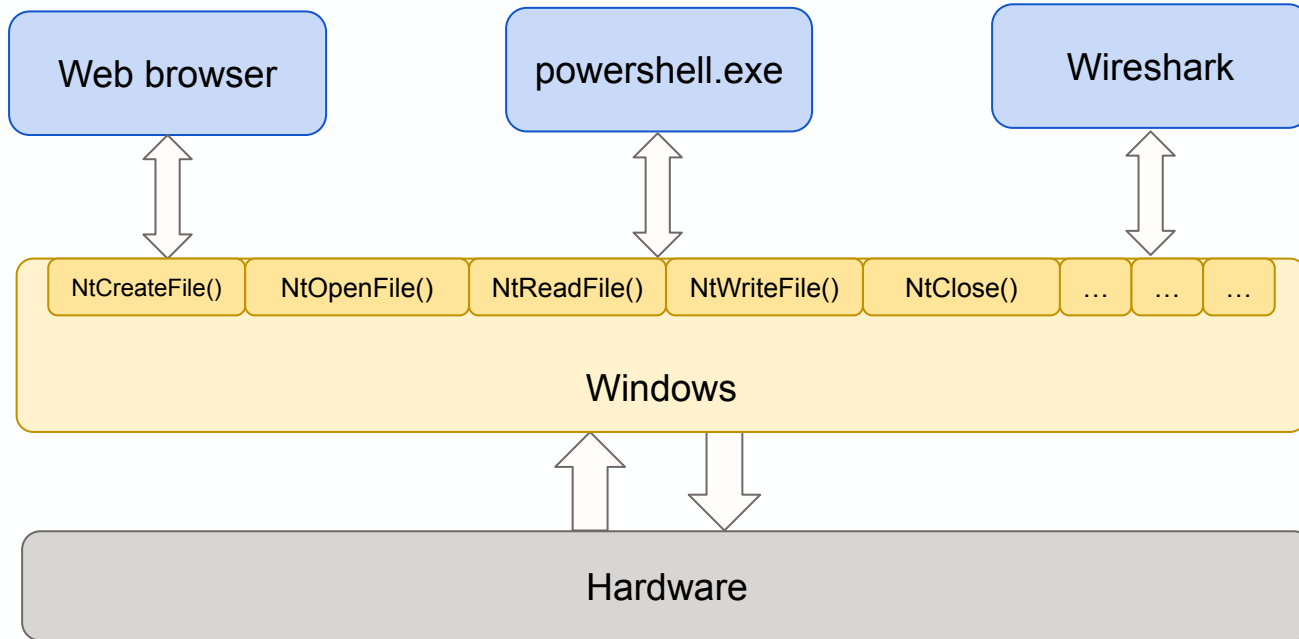 Web browser
powershell.exe
Wireshark
NtCreateFile()
NtOpenFile()
NtReadFile()
NtWriteFile()
NtClose()
...
...
...
Windows
Hardware